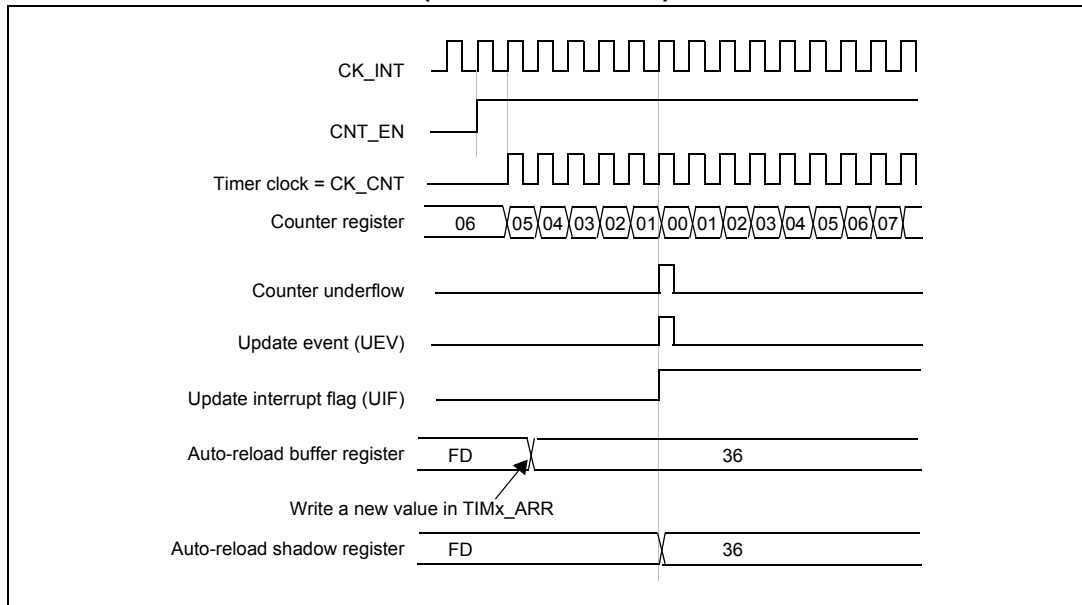 CK_INT
CNT_EN
Timer clock = CK_CNT
Counter register 06 05 04 03 02 01 00 01 02 03 04 05 06 07
Counter underflow
Update event (UEV)
Update interrupt flag (UIF)
Auto-reload buffer register FD 36
Write a new value in TIMx_ARR
Auto-reload shadow register FD 36